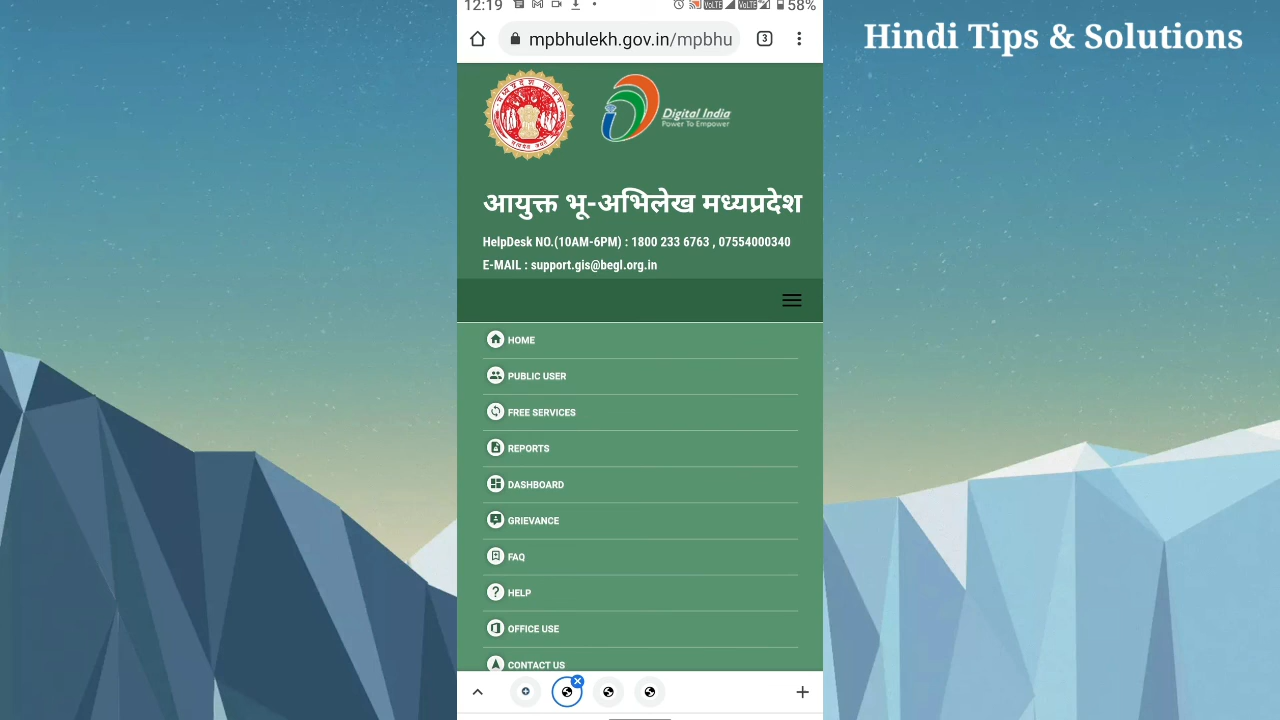 12:19
58%
Hindi Tips & Solutions
mpbhulekh.gov.in/mpbhu
3
Digital India
Power To Empower
आयुक्त भू-अभिलेख मध्यप्रदेश
HelpDesk NO.(10AM-6PM) : 1800 233 6763 , 07554000340
E-MAIL : support.gis@begl.org.in
HOME
PUBLIC USER
FREE SERVICES
REPORTS
DASHBOARD
GRIEVANCE
FAQ
HELP
OFFICE USE
CONTACT US